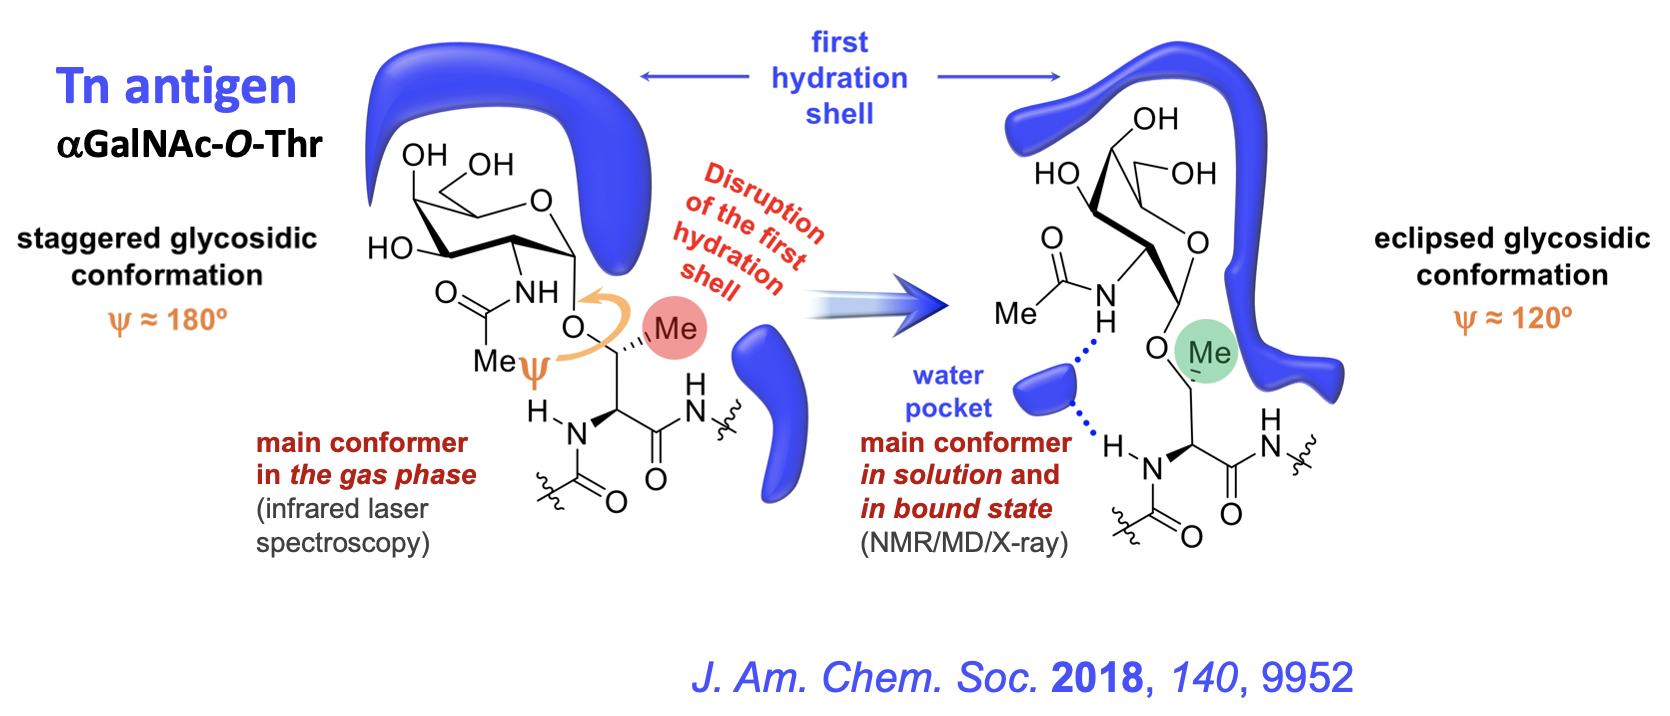 Tn antigen
αGalNAc-O-Thr
staggered glycosidic
conformation
ψ ≈ 180º
first
hydration
shell
OH
OH
O
HO
O
NH
Me
O
Me
ψ
Disruption
of the first
hydration
shell
H
N
H
N
O
O
main conformer
in the gas phase
(infrared laser
spectroscopy)
OH
HO
OH
O
O
N
H
Me
O
Me
water
pocket
H
N
H
N
O
O
main conformer
in solution and
in bound state
(NMR/MD/X-ray)
eclipsed glycosidic
conformation
ψ ≈ 120º
J. Am. Chem. Soc. 2018, 140, 9952